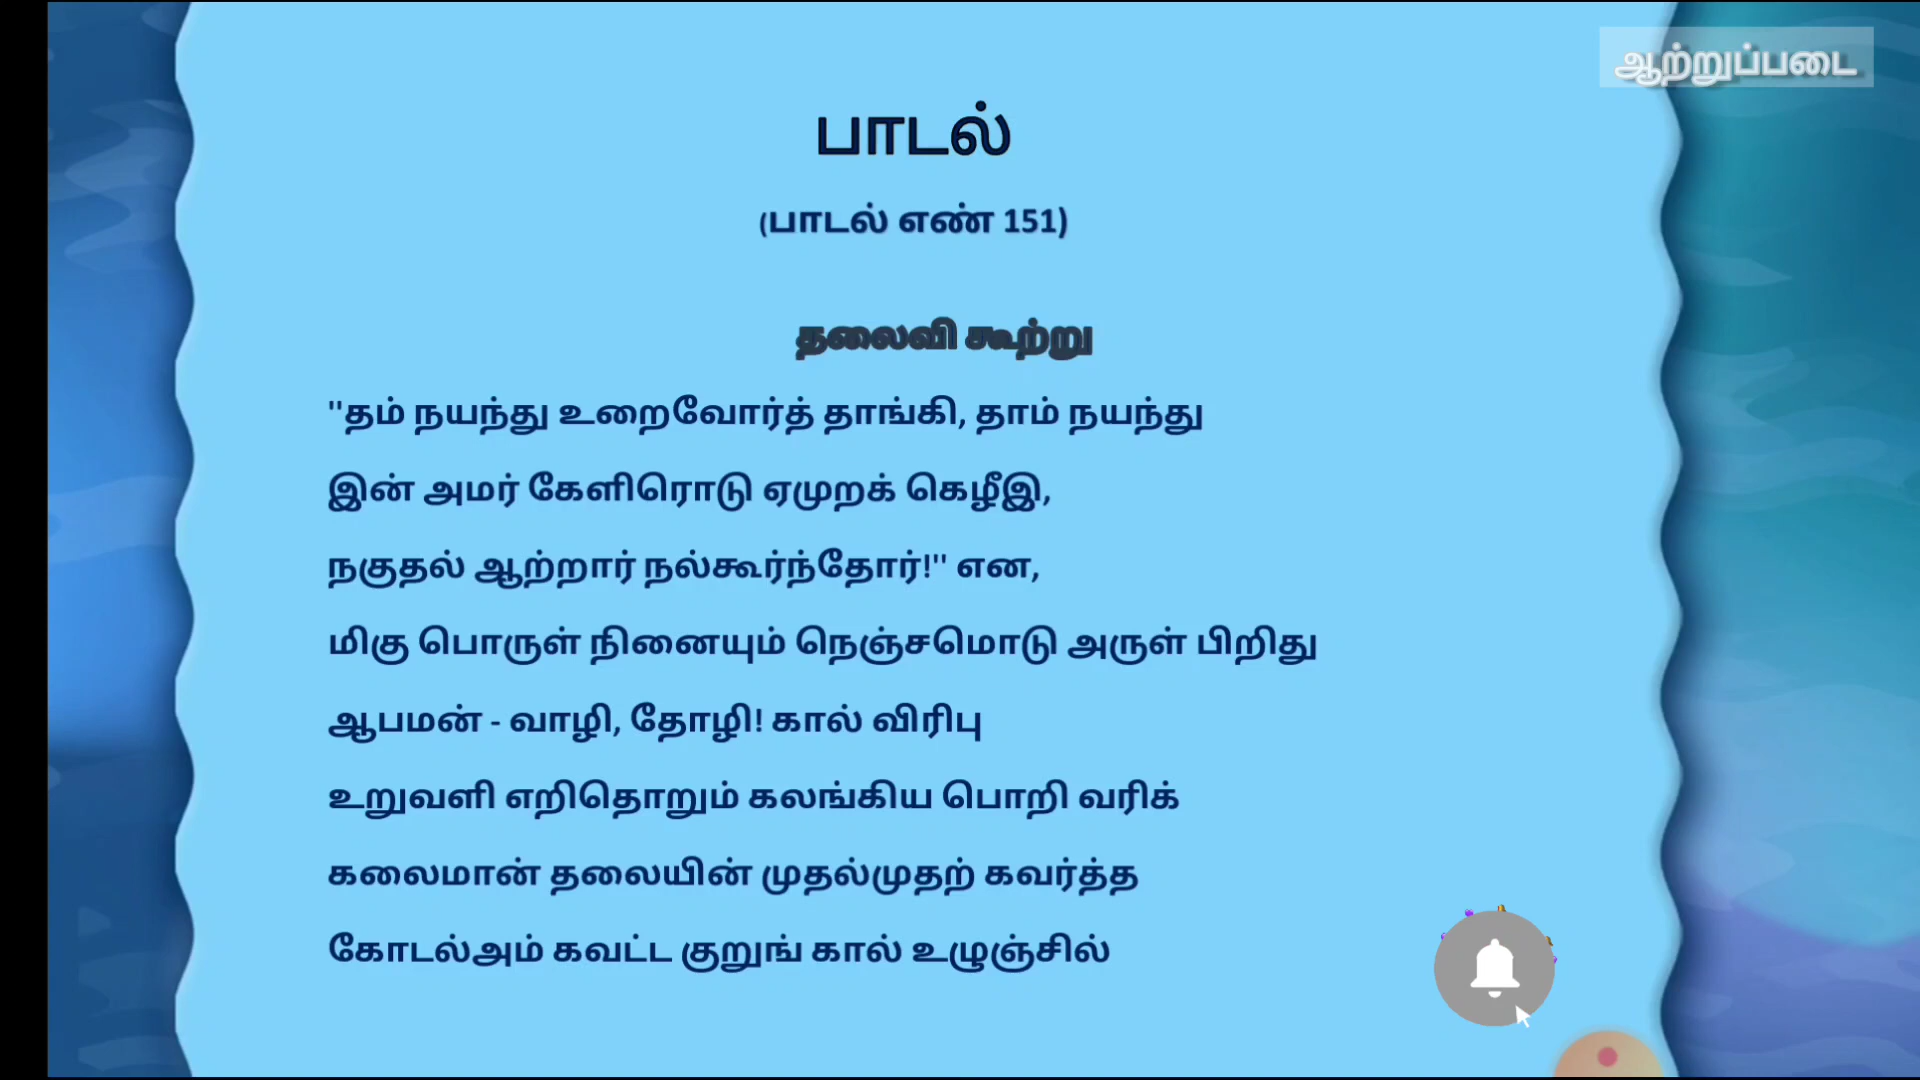 ஆற்றுப்படை
பாடல்
(பாடல் எண் 151)
தலைவி கூற்று
"தம் நயந்து உறைவோர்த் தாங்கி, தாம் நயந்து
இன் அமர் கேளிரொடு ஏமுறக் கெழீஇ,
நகுதல் ஆற்றார் நல்கூர்ந்தோர்!" என,
மிகு பொருள் நினையும் நெஞ்சமொடு அருள் பிறிது
ஆபமன் - வாழி, தோழி! கால் விரிபு
உறுவளி எறிதொறும் கலங்கிய பொறி வரிக்
கலைமான் தலையின் முதல்முதற் கவர்த்த
கோடல்அம் கவட்ட குறுங் கால் உழுஞ்சில்